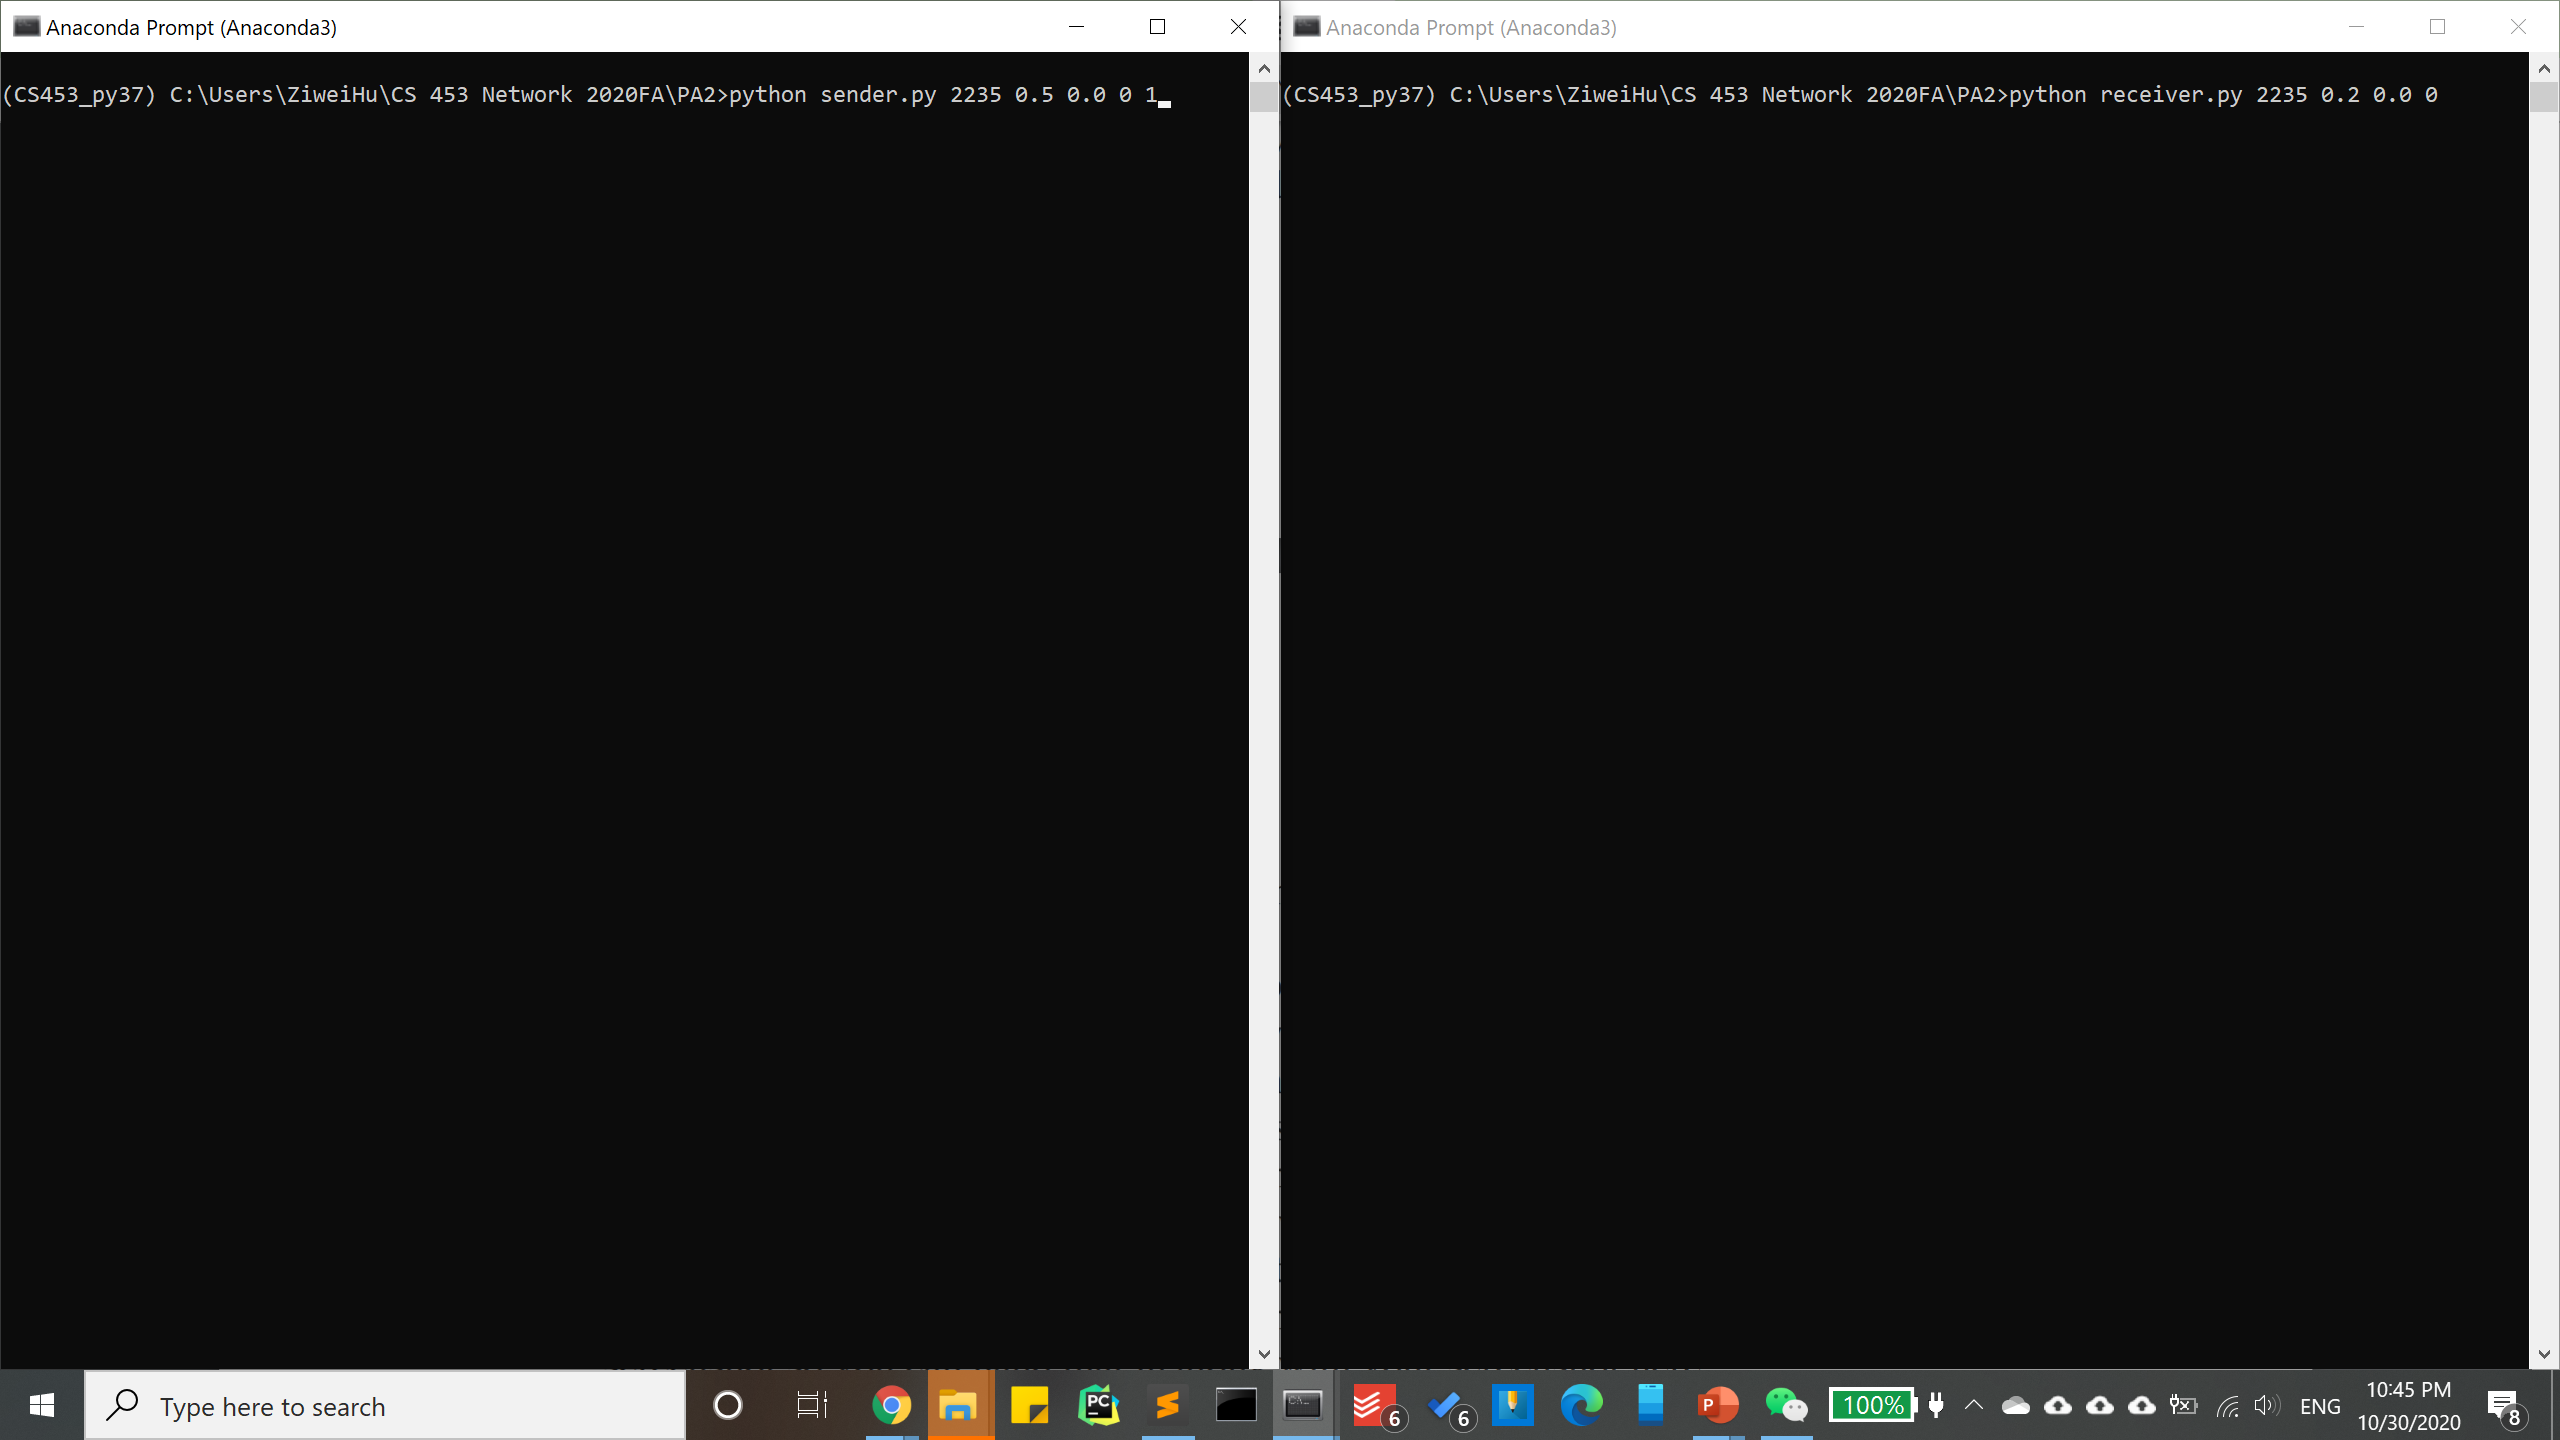 Anaconda Prompt (Anaconda3)
(CS453_py37) C:\Users\ZiweiHu\CS 453 Network 2020FA\PA2>python sender.py 2235 0.5 0.0 0 1
Anaconda Prompt (Anaconda3)
(CS453_py37) C:\Users\ZiweiHu\CS 453 Network 2020FA\PA2>python receiver.py 2235 0.2 0.0 0
Type here to search
PC
6
6
P
100%
ENG
10:45 PM
10/30/2020
8